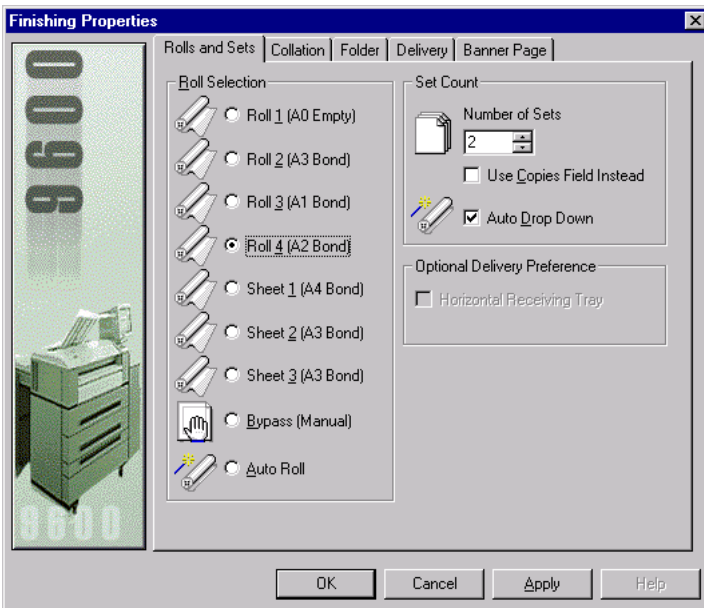 Finishing Properties
Rolls and Sets
Collation
Folder
Delivery
Banner Page
9600
Roll Selection
Roll 1 (A0 Empty)
Roll 2 (A3 Bond)
Roll 3 (A1 Bond)
Roll 4 (A2 Bond)
Sheet 1 (A4 Bond)
Sheet 2 (A3 Bond)
Sheet 3 (A3 Bond)
Bypass (Manual)
Auto Roll
Set Count
Number of Sets
2
Use Copies Field Instead
Auto Drop Down
Optional Delivery Preference
Horizontal Receiving Tray
9600
OK
Cancel
Apply
Help